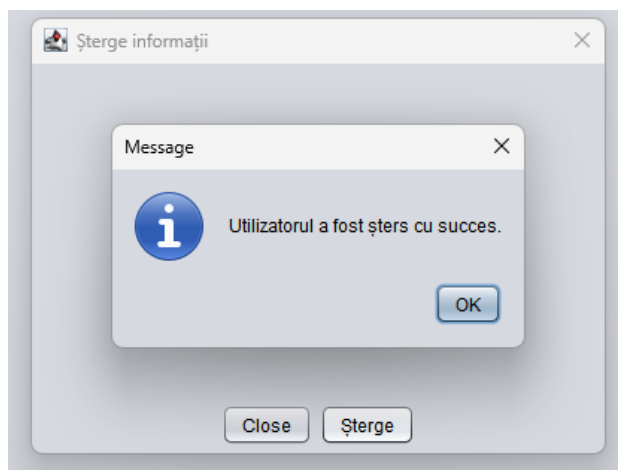 Șterge informații
Message
Utilizatorul a fost șters cu succes.
OK
Close Șterge